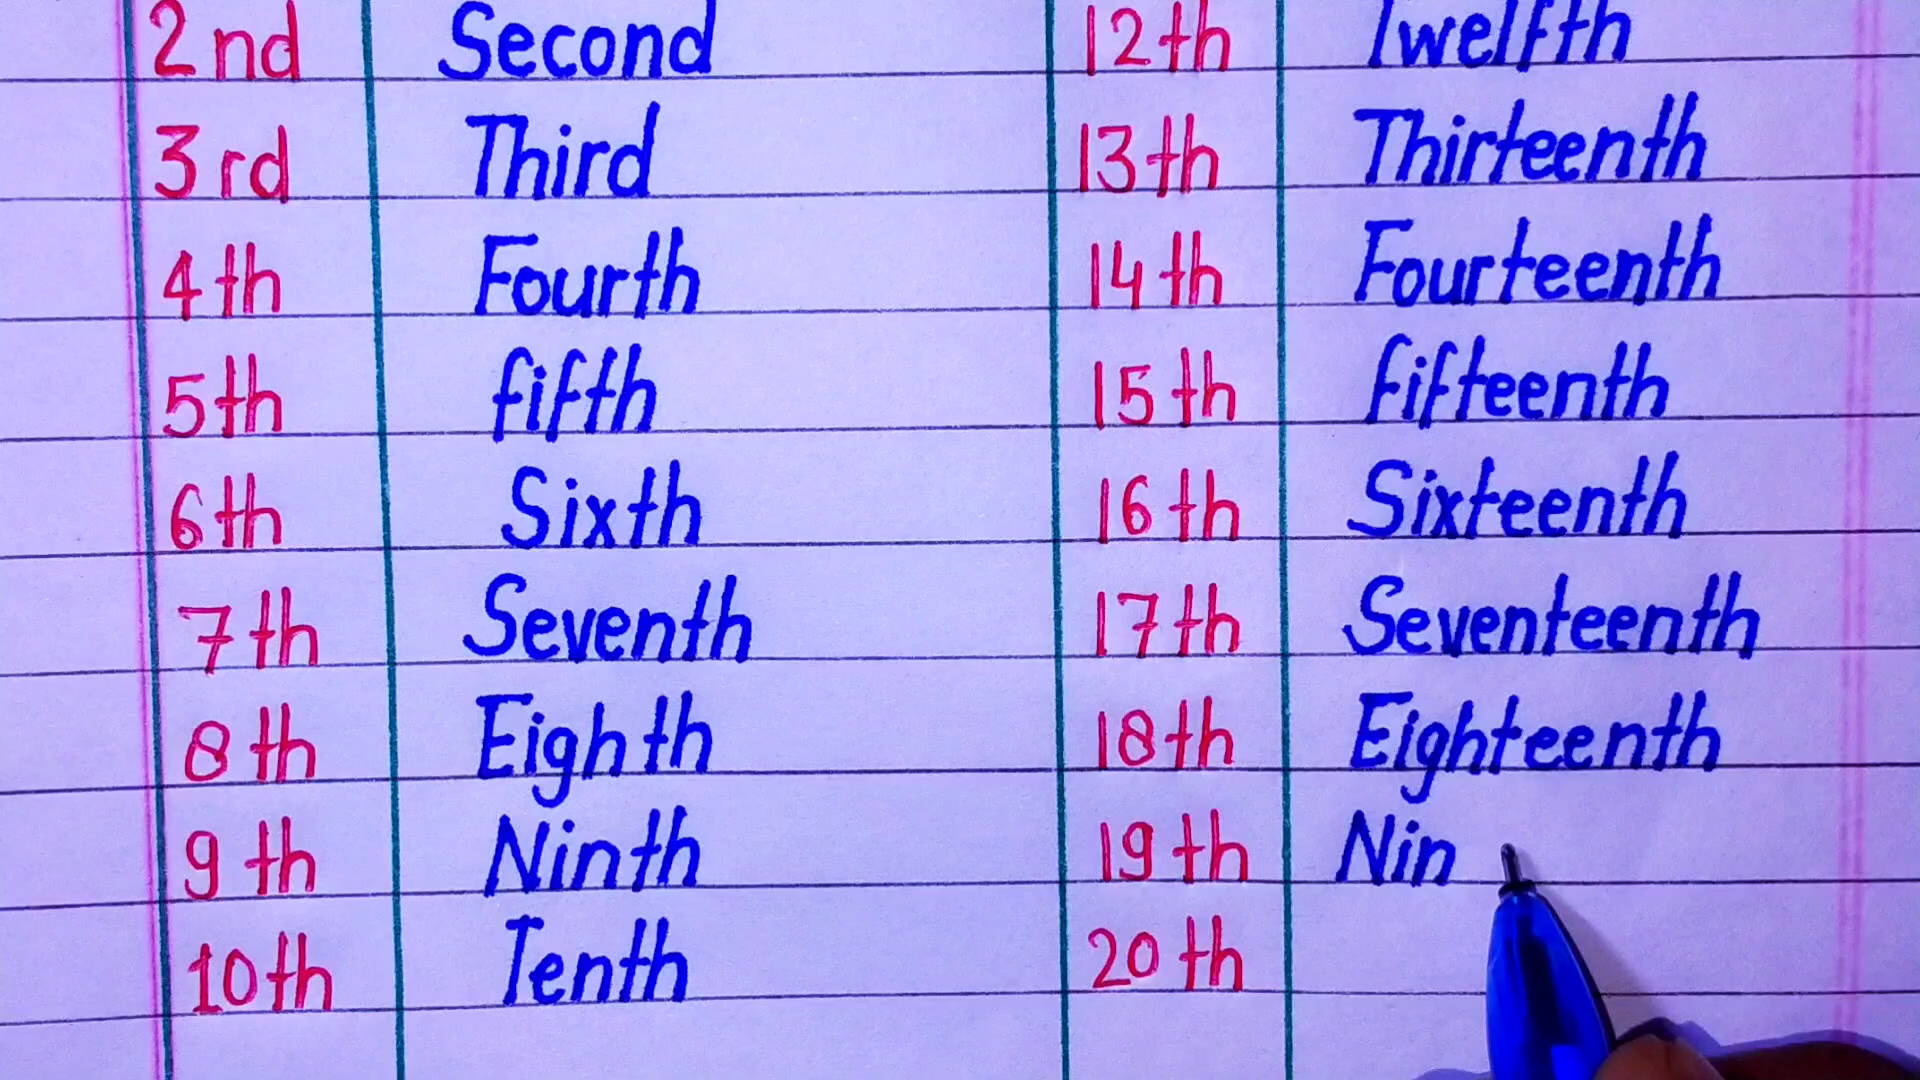 2nd Second 12th Twelfth
3rd Third 13th Thirteenth
4th Fourth 14th Fourteenth
5th fifth 15th fifteenth
6th Sixth 16th Sixteenth
7th Seventh 17th Seventeenth
8th Eighth 18th Eighteenth
9th Ninth 19th Nin
10th Tenth 20th